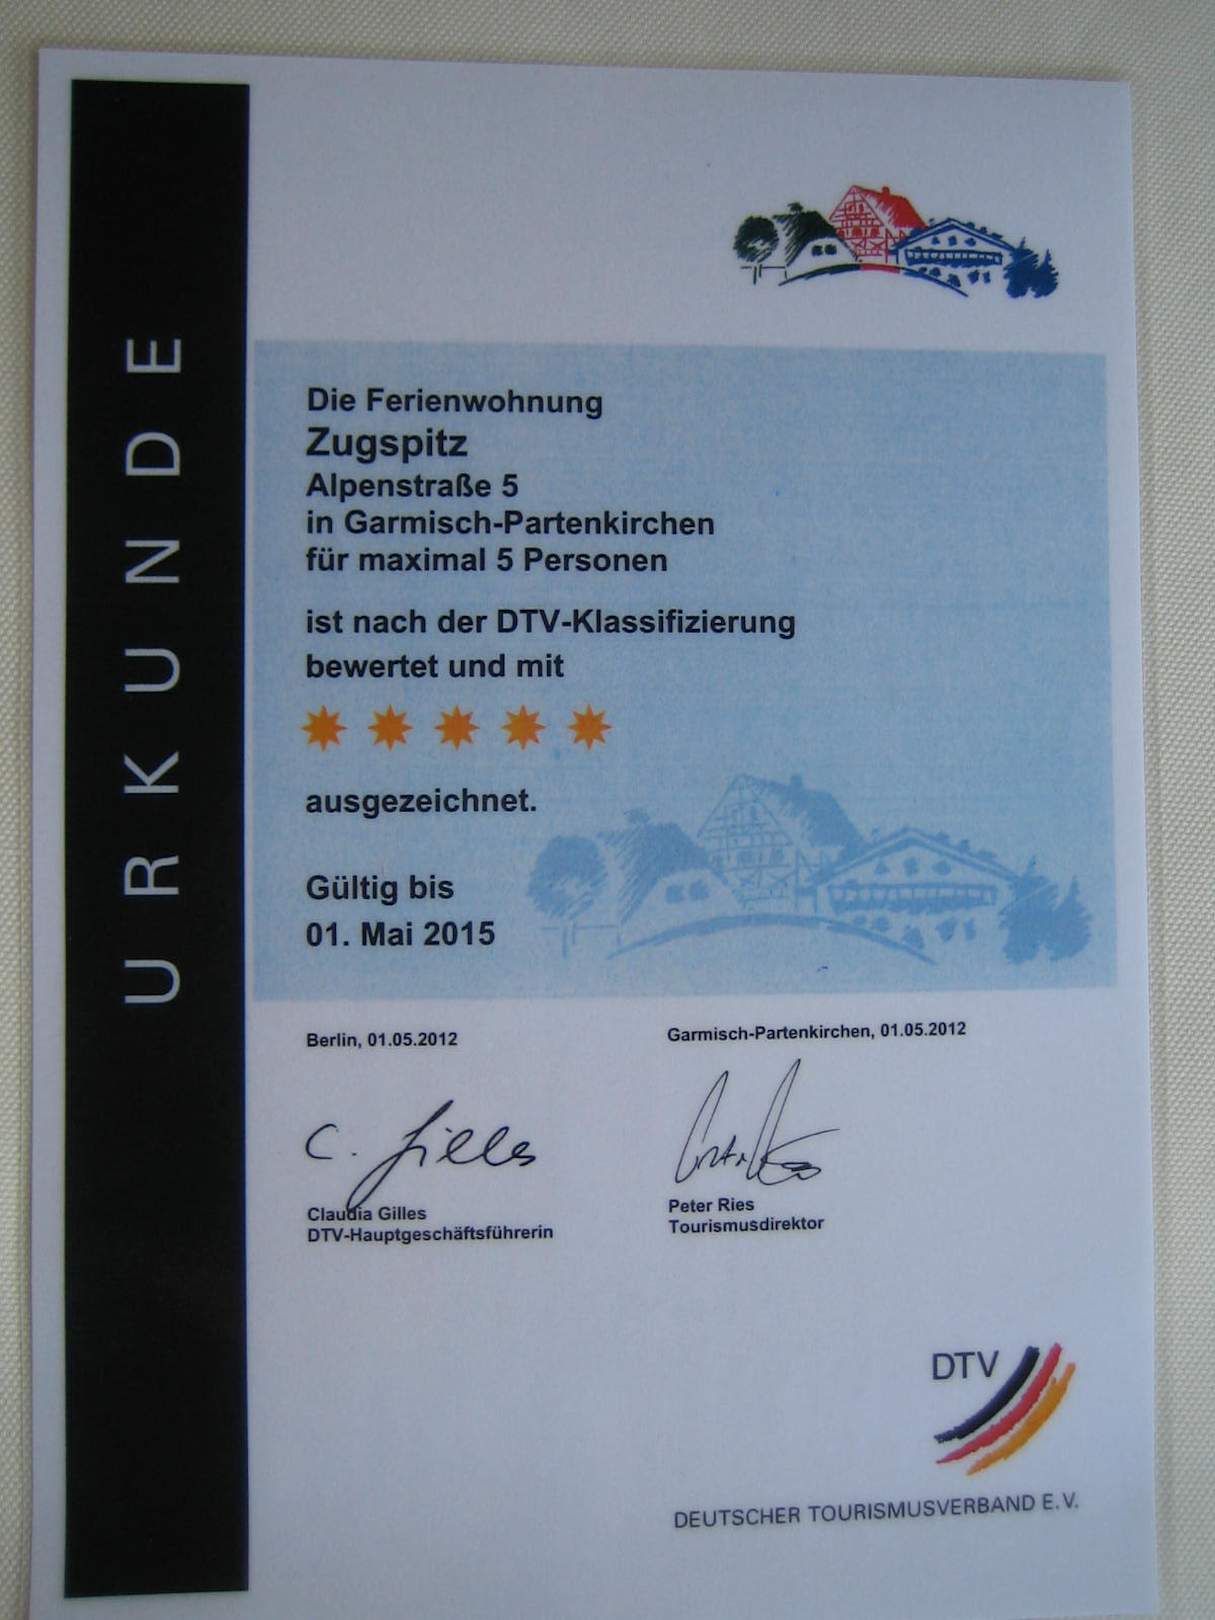 URKUNDE
Die Ferienwohnung
Zugspitz
Alpenstraße 5
in Garmisch-Partenkirchen
für maximal 5 Personen
ist nach der DTV-Klassifizierung
bewertet und mit
ausgezeichnet.
Gültig bis
01. Mai 2015
Berlin, 01.05.2012
C. Gilles
Claudia Gilles
DTV-Hauptgeschäftsführerin
Garmisch-Partenkirchen, 01.05.2012
Peter Ries
Tourismusdirektor
DTV
DEUTSCHER TOURISMUSVERBAND E.V.